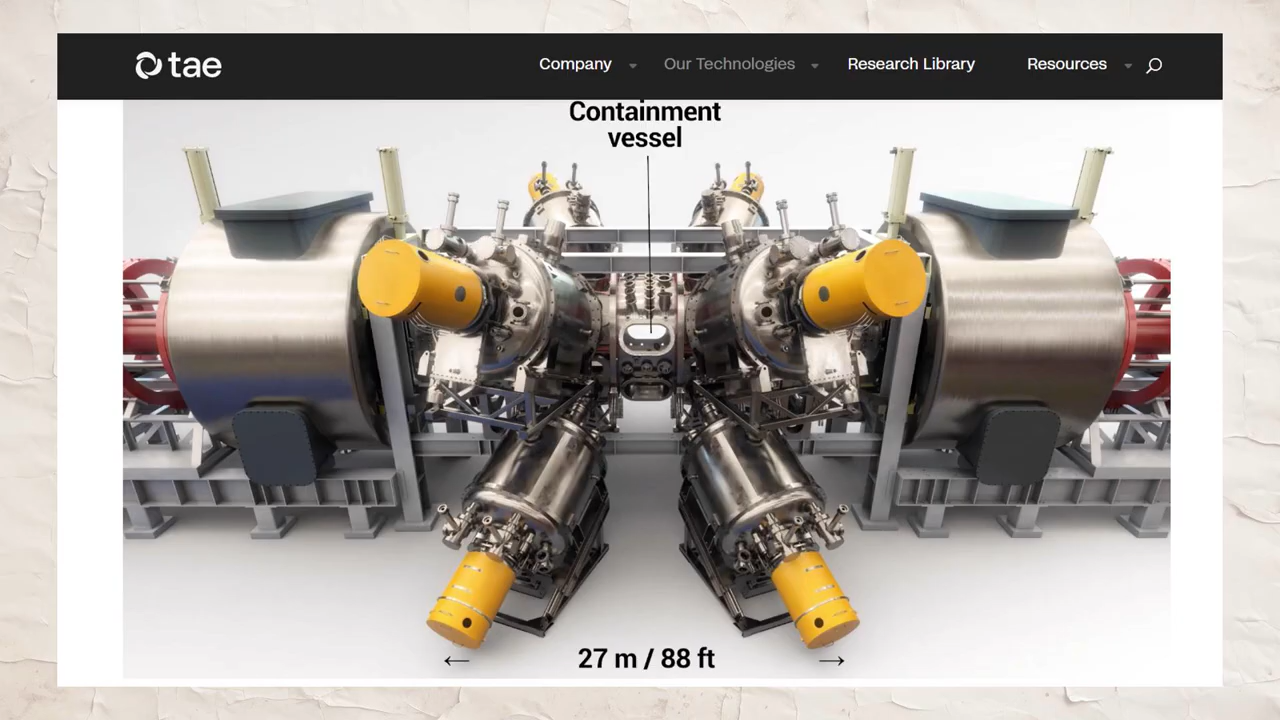 tae
Company
Our Technologies
Research Library
Resources
Containment
vessel
27 m / 88 ft